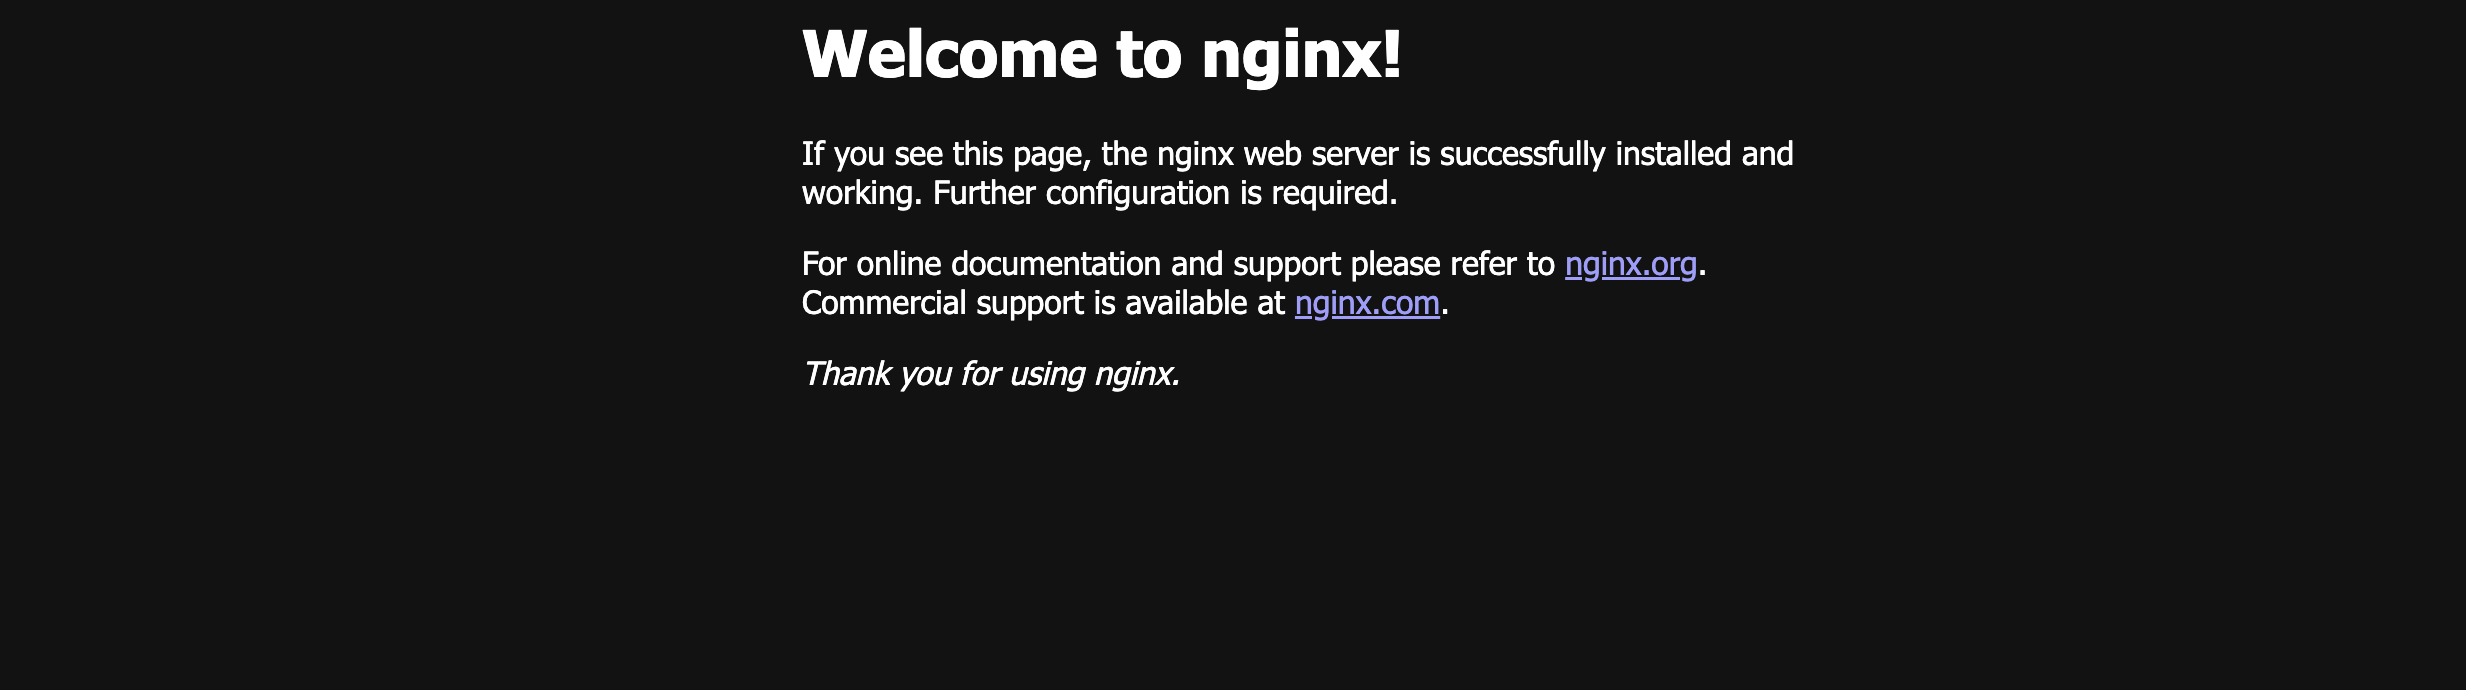 Welcome to nginx!
If you see this page, the nginx web server is successfully installed and
working. Further configuration is required.
For online documentation and support please refer to nginx.org.
Commercial support is available at nginx.com.
Thank you for using nginx.